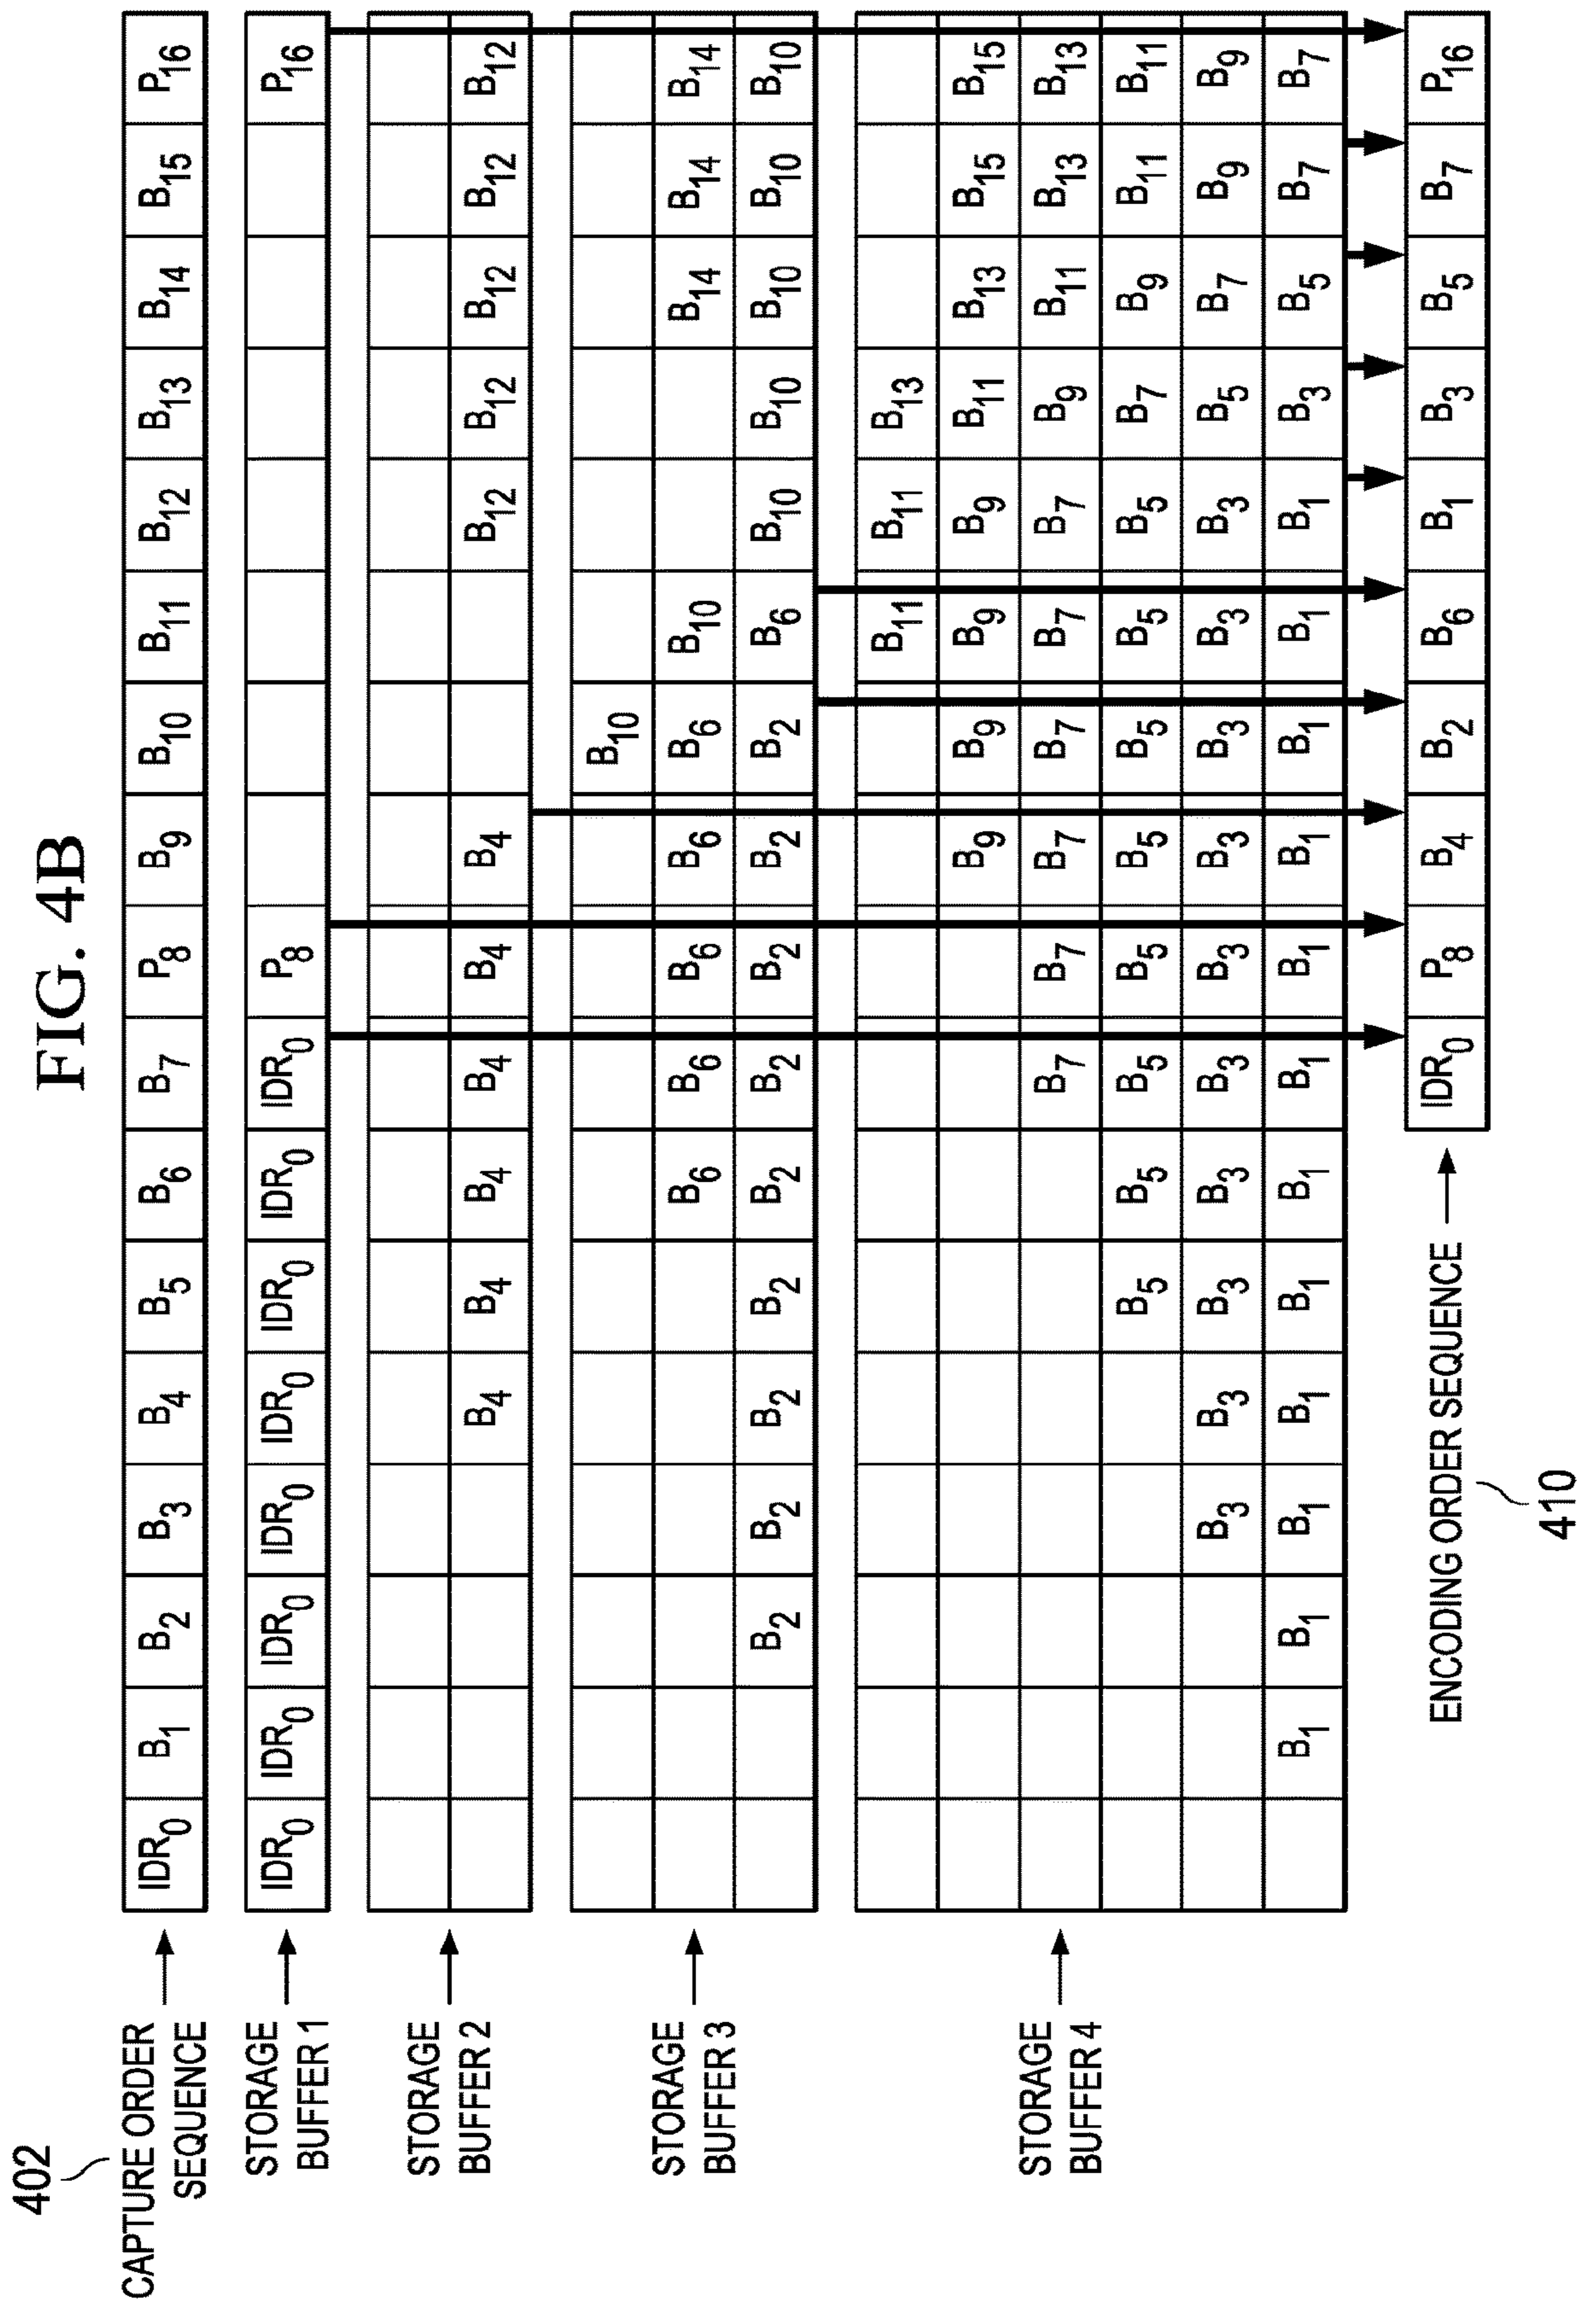 FIG. 4B
402
CAPTURE ORDER
SEQUENCE
IDR0 B1 B2 B3 B4 B5 B6 B7 P8 B9 B10 B11 B12 B13 B14 B15 P16
STORAGE
BUFFER 1
IDR0 IDR0 IDR0 IDR0 IDR0 IDR0 IDR0 IDR0 P8 P16
STORAGE
BUFFER 2
B4 B4 B4 B4 B4 B4 B12 B12 B12 B12 B12
STORAGE
BUFFER 3
B10
B6 B6 B6 B6 B6 B10 B14 B14 B14
B2 B2 B2 B2 B2 B2 B2 B2 B2 B6 B10 B10 B10 B10 B10
STORAGE
BUFFER 4
B11 B11 B13
B9 B9 B9 B9 B11 B13 B15 B15
B7 B7 B7 B7 B7 B7 B9 B11 B13 B13
B5 B5 B5 B5 B5 B5 B5 B5 B7 B9 B11 B11
B3 B3 B3 B3 B3 B3 B3 B3 B3 B3 B5 B7 B9 B9
B1 B1 B1 B1 B1 B1 B1 B1 B1 B1 B1 B1 B3 B5 B7 B7
ENCODING ORDER SEQUENCE
IDR0 P8 B4 B2 B6 B1 B3 B5 B7 P16
410